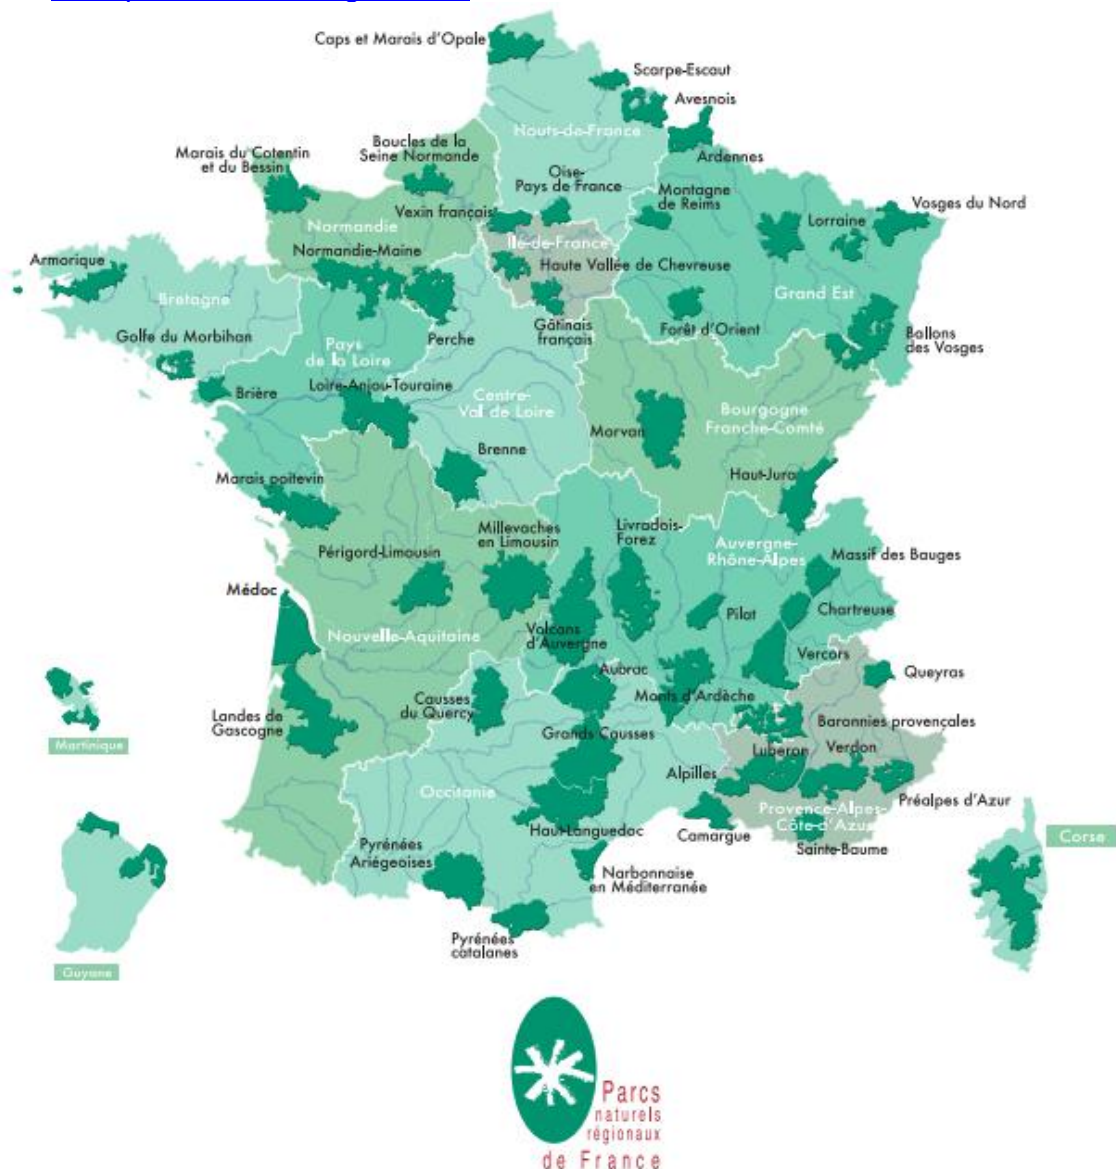 Caps et Marais d'Opale
Scarpe-Escaut
Avesnois
Hauts-de-France
Ardennes
Boucles de la
Seine Normande
Marais du Cotentin
et du Bessin
Oise-
Pays de France
Montagne
de Reims
Vosges du Nord
Lorraine
Vexin français
Normandie
Île-de-France
Normandie-Maine
Haute Vallée de Chevreuse
Armorique
Bretagne
Grand Est
Golfe du Morbihan
Perche
Gâtinais
français
Forêt d'Orient
Ballons
des Vosges
Pays
de la Loire
Brière
Loire-Anjou-Touraine
Centre-
Val de Loire
Bourgogne
Franche-Comté
Morvan
Brenne
Haut-Jura
Marais poitevin
Millevaches
en Limousin
Livradois-
Forez
Auvergne-
Rhône-Alpes
Périgord-Limousin
Massif des Bauges
Médoc
Pilat
Chartreuse
Nouvelle-Aquitaine
Volcans
d'Auvergne
Vercors
Aubrac
Queyras
Monts d'Ardèche
Causses
du Quercy
Landes de
Gascogne
Baronnies provençales
Grands Causses
Luberon
Verdon
Martinique
Alpilles
Occitanie
Préalpes d'Azur
Provence-Alpes-
Côte-d'Azur
Camargue
Haut-Languedoc
Sainte-Baume
Corse
Pyrénées
Ariégeoises
Narbonnaise
en Méditerranée
Pyrénées
catalanes
Guyane
Parcs
naturels
régionaux
de France